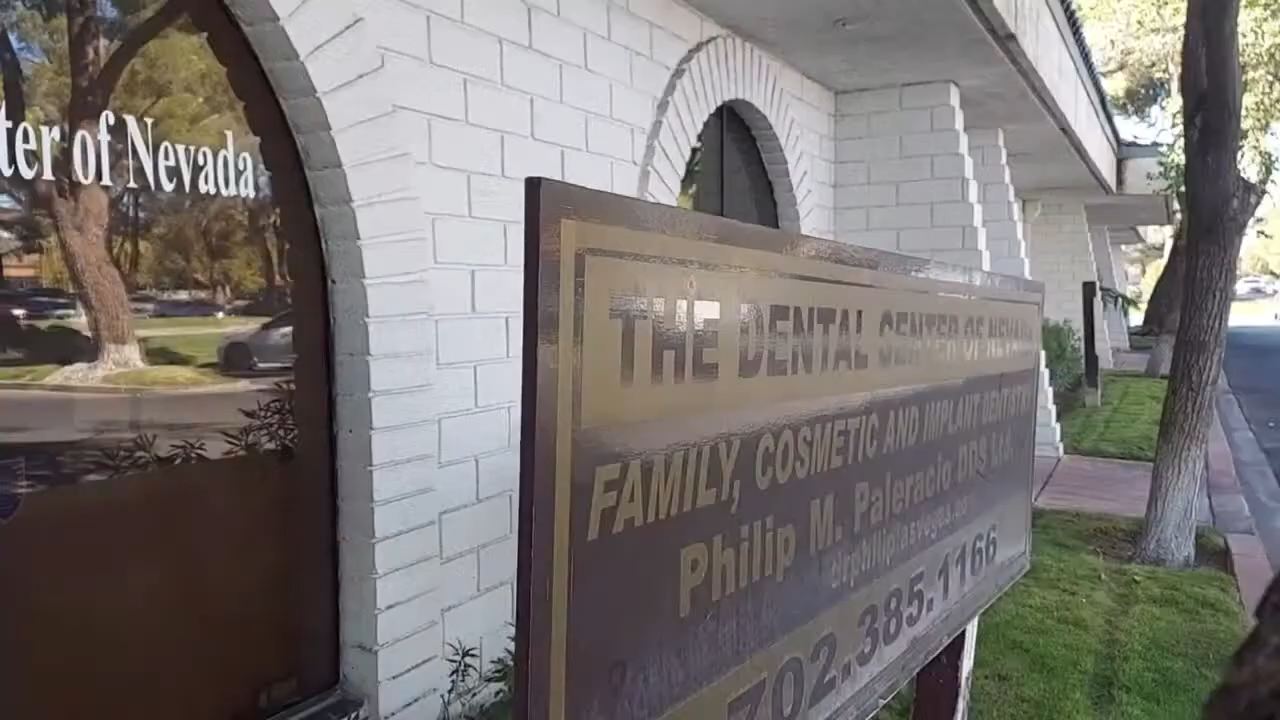 ter of Nevada
THE DENTAL CENTER OF NEVADA
FAMILY, COSMETIC AND IMPLANT DENTISTRY
Philip M. Paleracio DDS Ltd.
702.385.1166